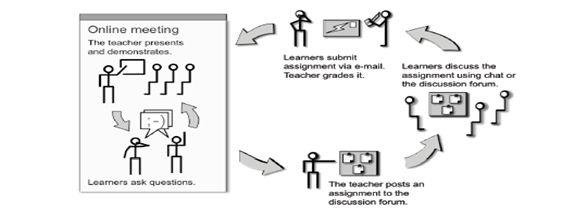 Online meeting
The teacher presents
and demonstrates.
Learners ask questions.
The teacher posts an
assignment to the
discussion forum.
Learners discuss the
assignment using chat or
the discussion forum.
Learners submit
assignment via e-mail.
Teacher grades it.